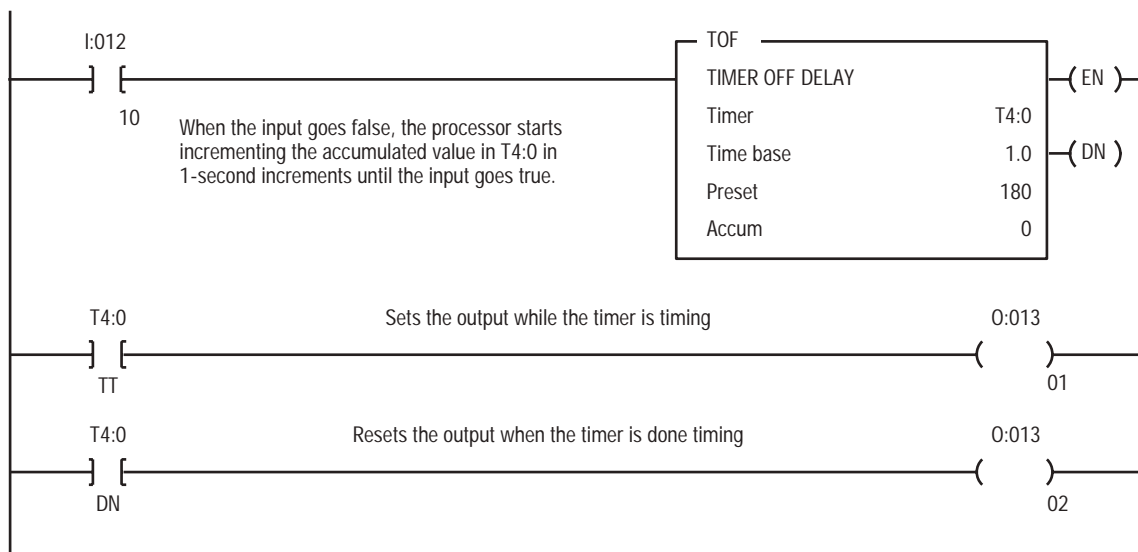 I:012
10
When the input goes false, the processor starts
incrementing the accumulated value in T4:0 in
1-second increments until the input goes true.
TOF
TIMER OFF DELAY
Timer T4:0
Time base 1.0
Preset 180
Accum 0
EN
DN
T4:0
TT
Sets the output while the timer is timing
O:013
01
T4:0
DN
Resets the output when the timer is done timing
O:013
02